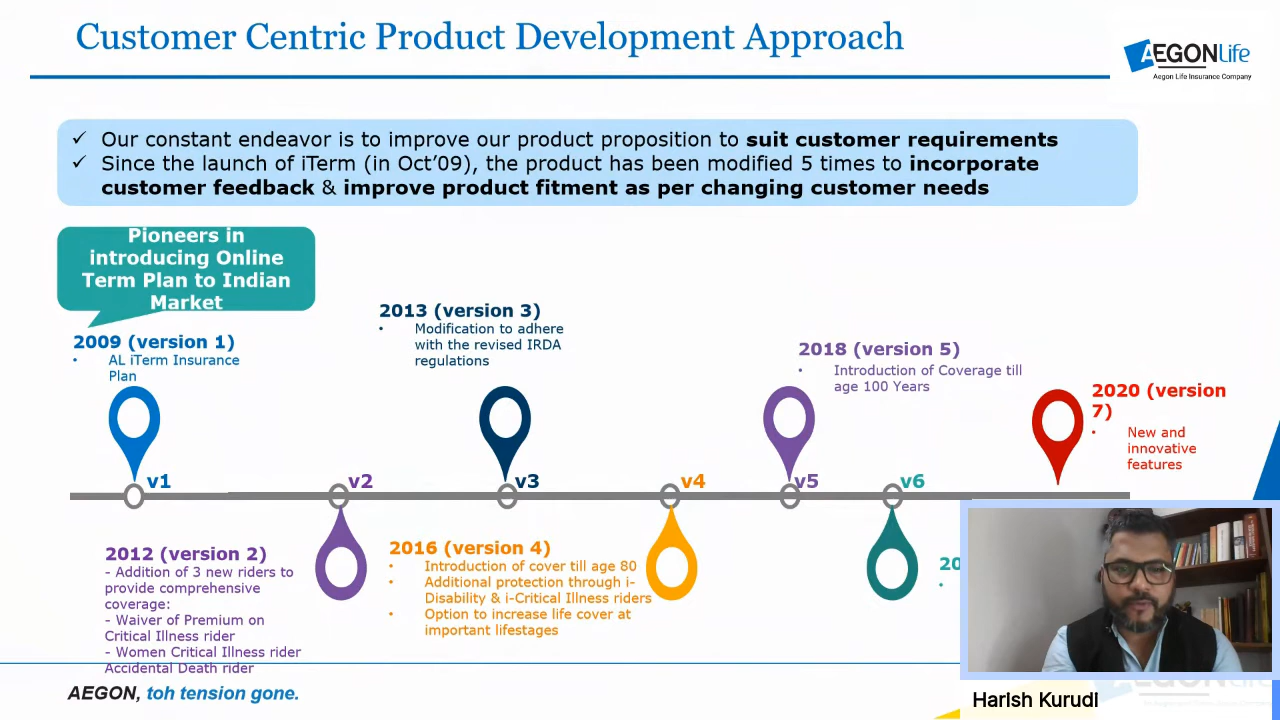 Customer Centric Product Development Approach
AEGONLife
Aegon Life Insurance Company
✓ Our constant endeavor is to improve our product proposition to suit customer requirements
✓ Since the launch of iTerm (in Oct’09), the product has been modified 5 times to incorporate
customer feedback & improve product fitment as per changing customer needs
Pioneers in
introducing Online
Term Plan to Indian
Market
2009 (version 1)
• AL iTerm Insurance
Plan
2013 (version 3)
• Modification to adhere
with the revised IRDA
regulations
2018 (version 5)
• Introduction of Coverage till
age 100 Years
2020 (version
7)
• New and
innovative
features
v1
v2
v3
v4
v5
v6
2012 (version 2)
- Addition of 3 new riders to
provide comprehensive
coverage:
- Waiver of Premium on
Critical Illness rider
- Women Critical Illness rider
Accidental Death rider
2016 (version 4)
• Introduction of cover till age 80
• Additional protection through i-
Disability & i-Critical Illness riders
• Option to increase life cover at
important lifestages
20
•
AEGON, toh tension gone.
Harish Kurudi
AEGONLife